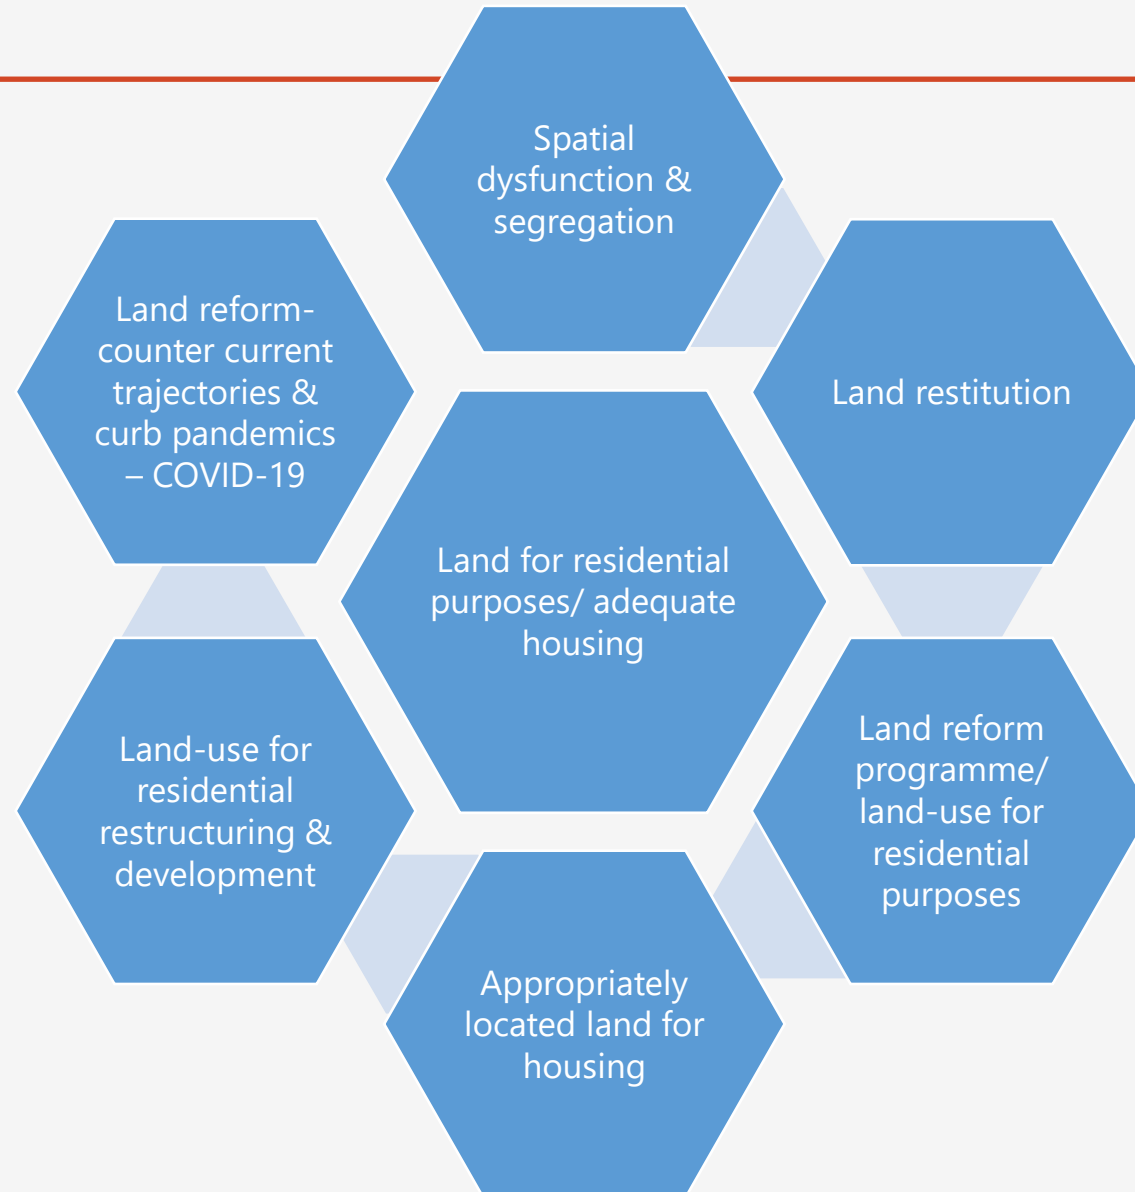 Spatial
dysfunction &
segregation
Land restitution
Land reform
programme/
land-use for
residential
purposes
Appropriately
located land for
housing
Land-use for
residential
restructuring &
development
Land reform-
counter current
trajectories &
curb pandemics
– COVID-19
Land for residential
purposes/ adequate
housing